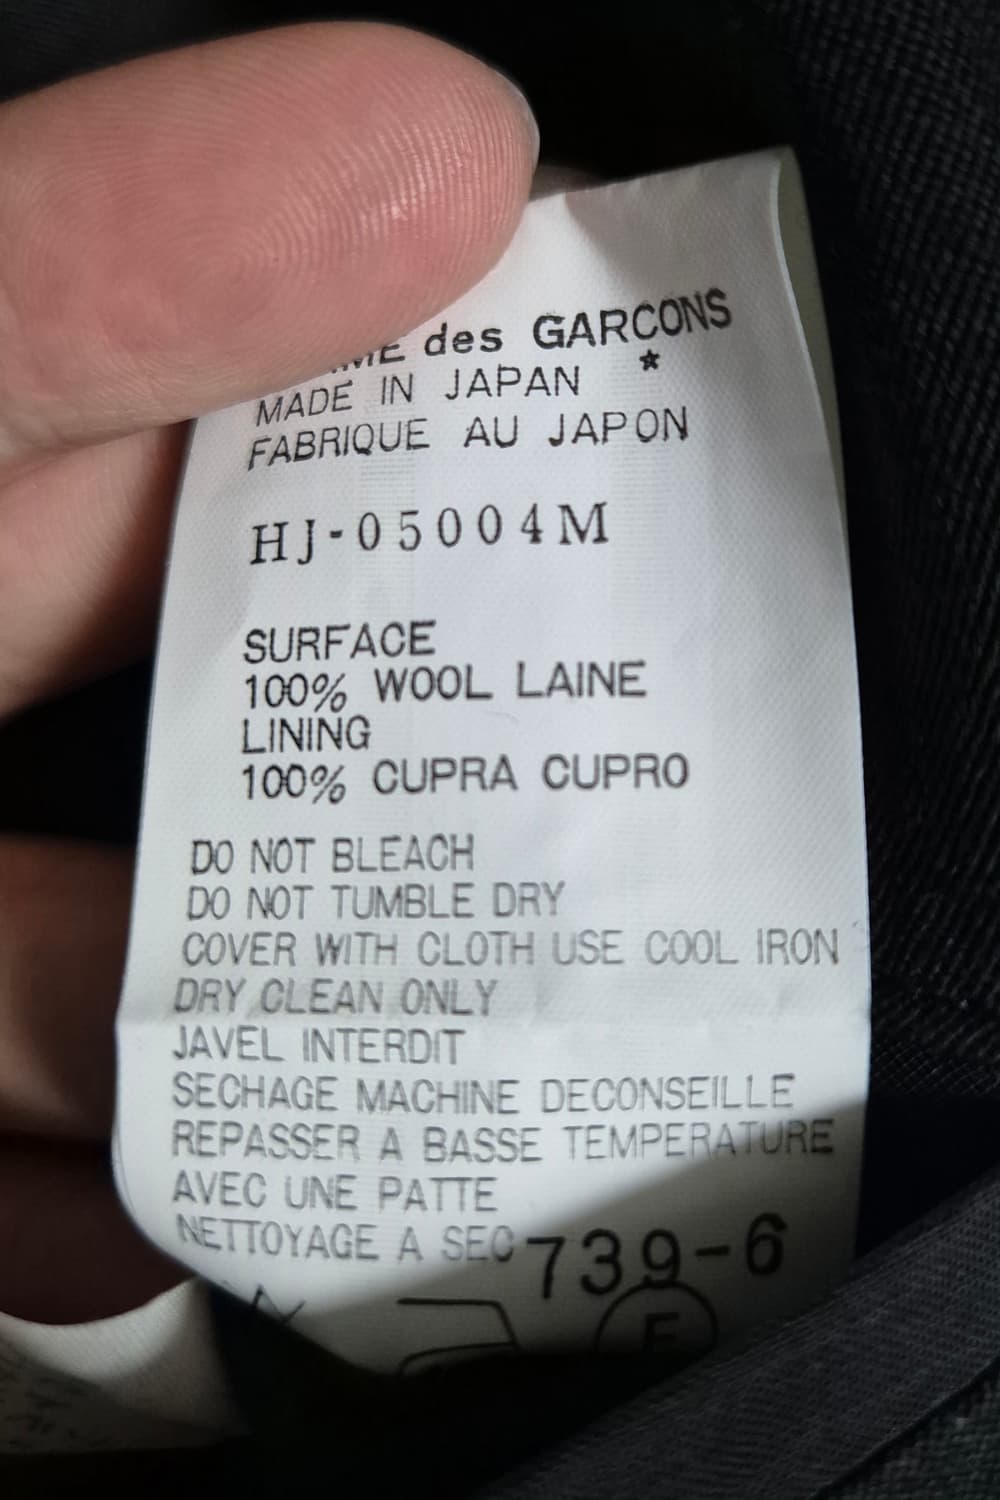 des GARCONS
*
MADE IN JAPAN
FABRIQUE AU JAPON
HJ-05004M
SURFACE
100% WOOL LAINE
LINING
100% CUPRA CUPRO
DO NOT BLEACH
DO NOT TUMBLE DRY
COVER WITH CLOTH USE COOL IRON
DRY CLEAN ONLY
JAVEL INTERDIT
SECHAGE MACHINE DECONSEILLE
REPASSER A BASSE TEMPERATURE
AVEC UNE PATTE
NETTOYAGE A SEC 739-6
F